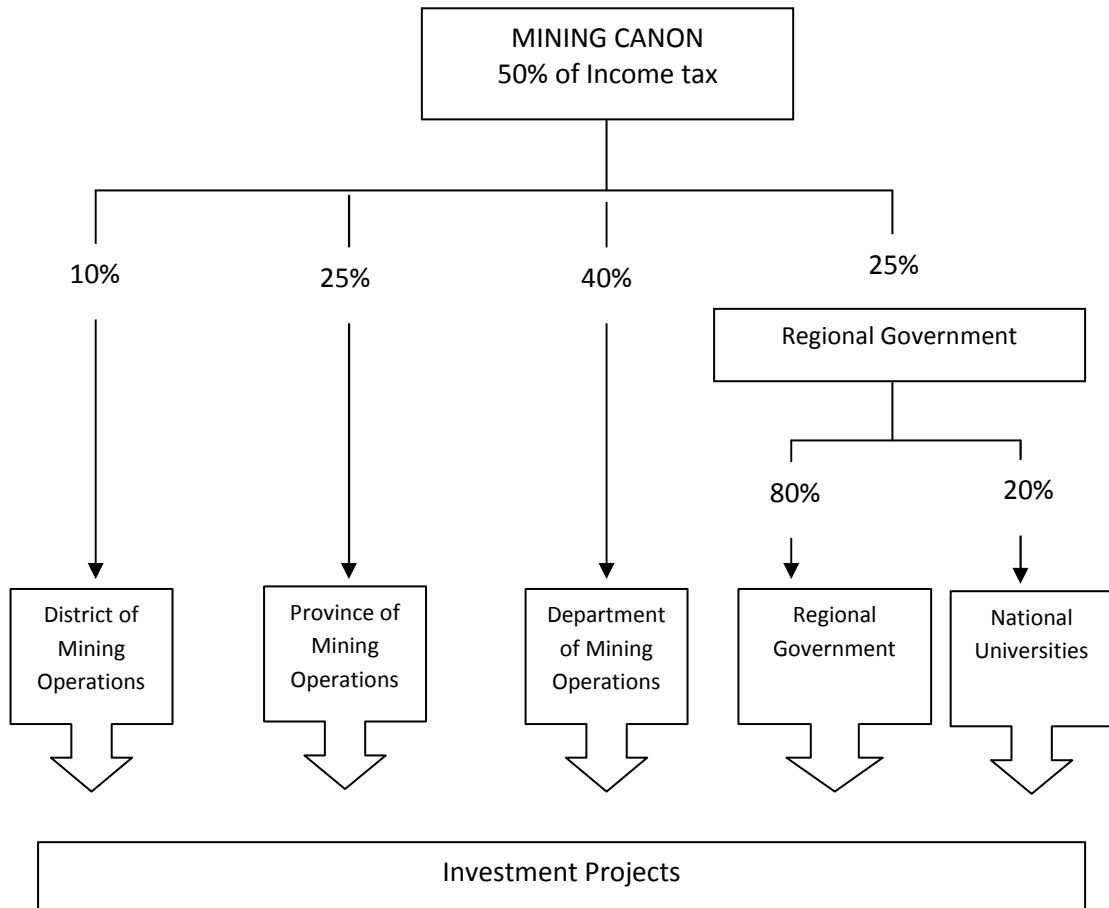 MINING CANON
50% of Income tax
10%
25%
40%
25%
Regional Government
80%
20%
District of
Mining
Operations
Province of
Mining
Operations
Department
of Mining
Operations
Regional
Government
National
Universities
Investment Projects